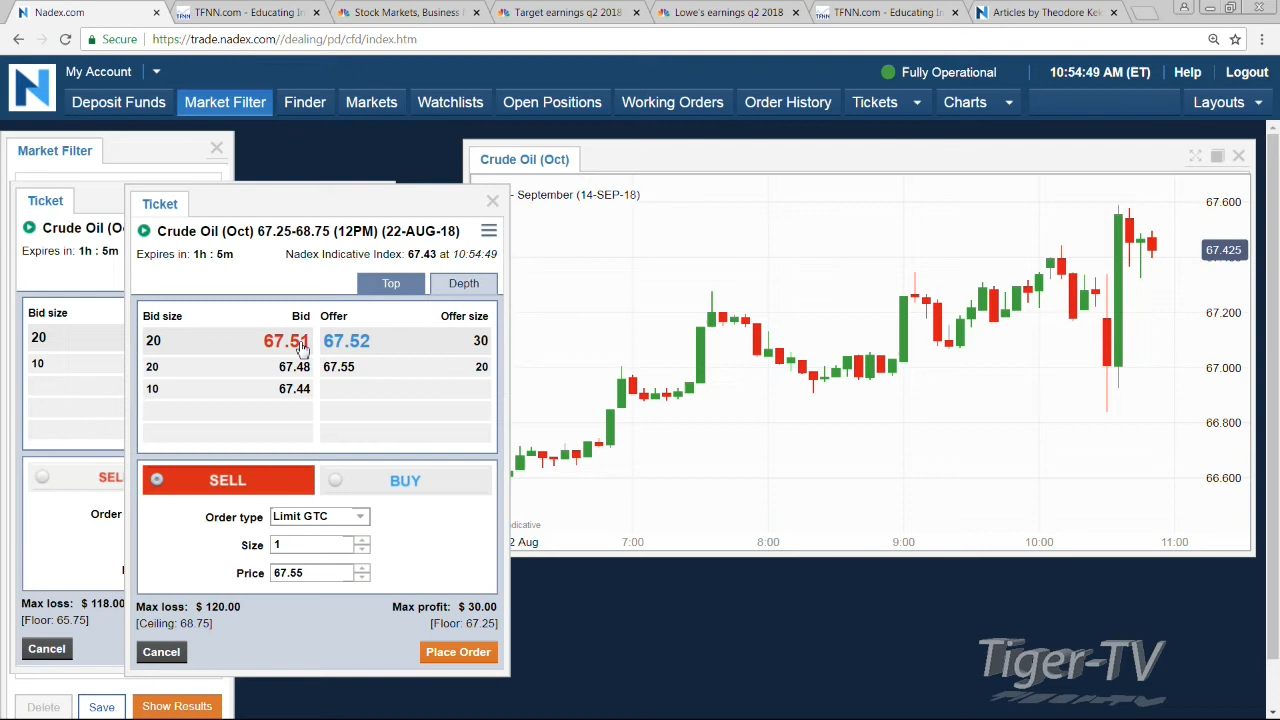 Nadex.com
TFNN.com - Educating In
Stock Markets, Business
Target earnings q2 2018
Lowe's earnings q2 2018
TFNN.com - Educating In
Articles by Theodore Kek
Secure
https://trade.nadex.com//dealing/pd/cfd/index.htm
My Account
Fully Operational
10:54:49 AM (ET)
Help
Logout
N
Deposit Funds
Market Filter
Finder
Markets
Watchlists
Open Positions
Working Orders
Order History
Tickets
Charts
Layouts
Market Filter
Ticket
Crude Oil (O
Expires in: 1h : 5m
Bid size
20
10
SEL
Order
Max loss: $ 118.00
[Floor: 65.75]
Cancel
Delete
Save
Show Results
Ticket
Crude Oil (Oct) 67.25-68.75 (12PM) (22-AUG-18)
Expires in: 1h : 5m
Nadex Indicative Index: 67.43 at 10:54:49
Top
Depth
Bid size Bid Offer Offer size
20 67.51 67.52 30
20 67.48 67.55 20
10 67.44
SELL
BUY
Order type Limit GTC
Size 1
Price 67.55
Max loss: $ 120.00
Max profit: $ 30.00
[Ceiling: 68.75]
[Floor: 67.25]
Cancel
Place Order
Crude Oil (Oct)
- September (14-SEP-18)
67.600
67.425
67.200
67.000
66.800
66.600
ndicative
2 Aug
7:00
8:00
9:00
10:00
11:00
Tiger-TV